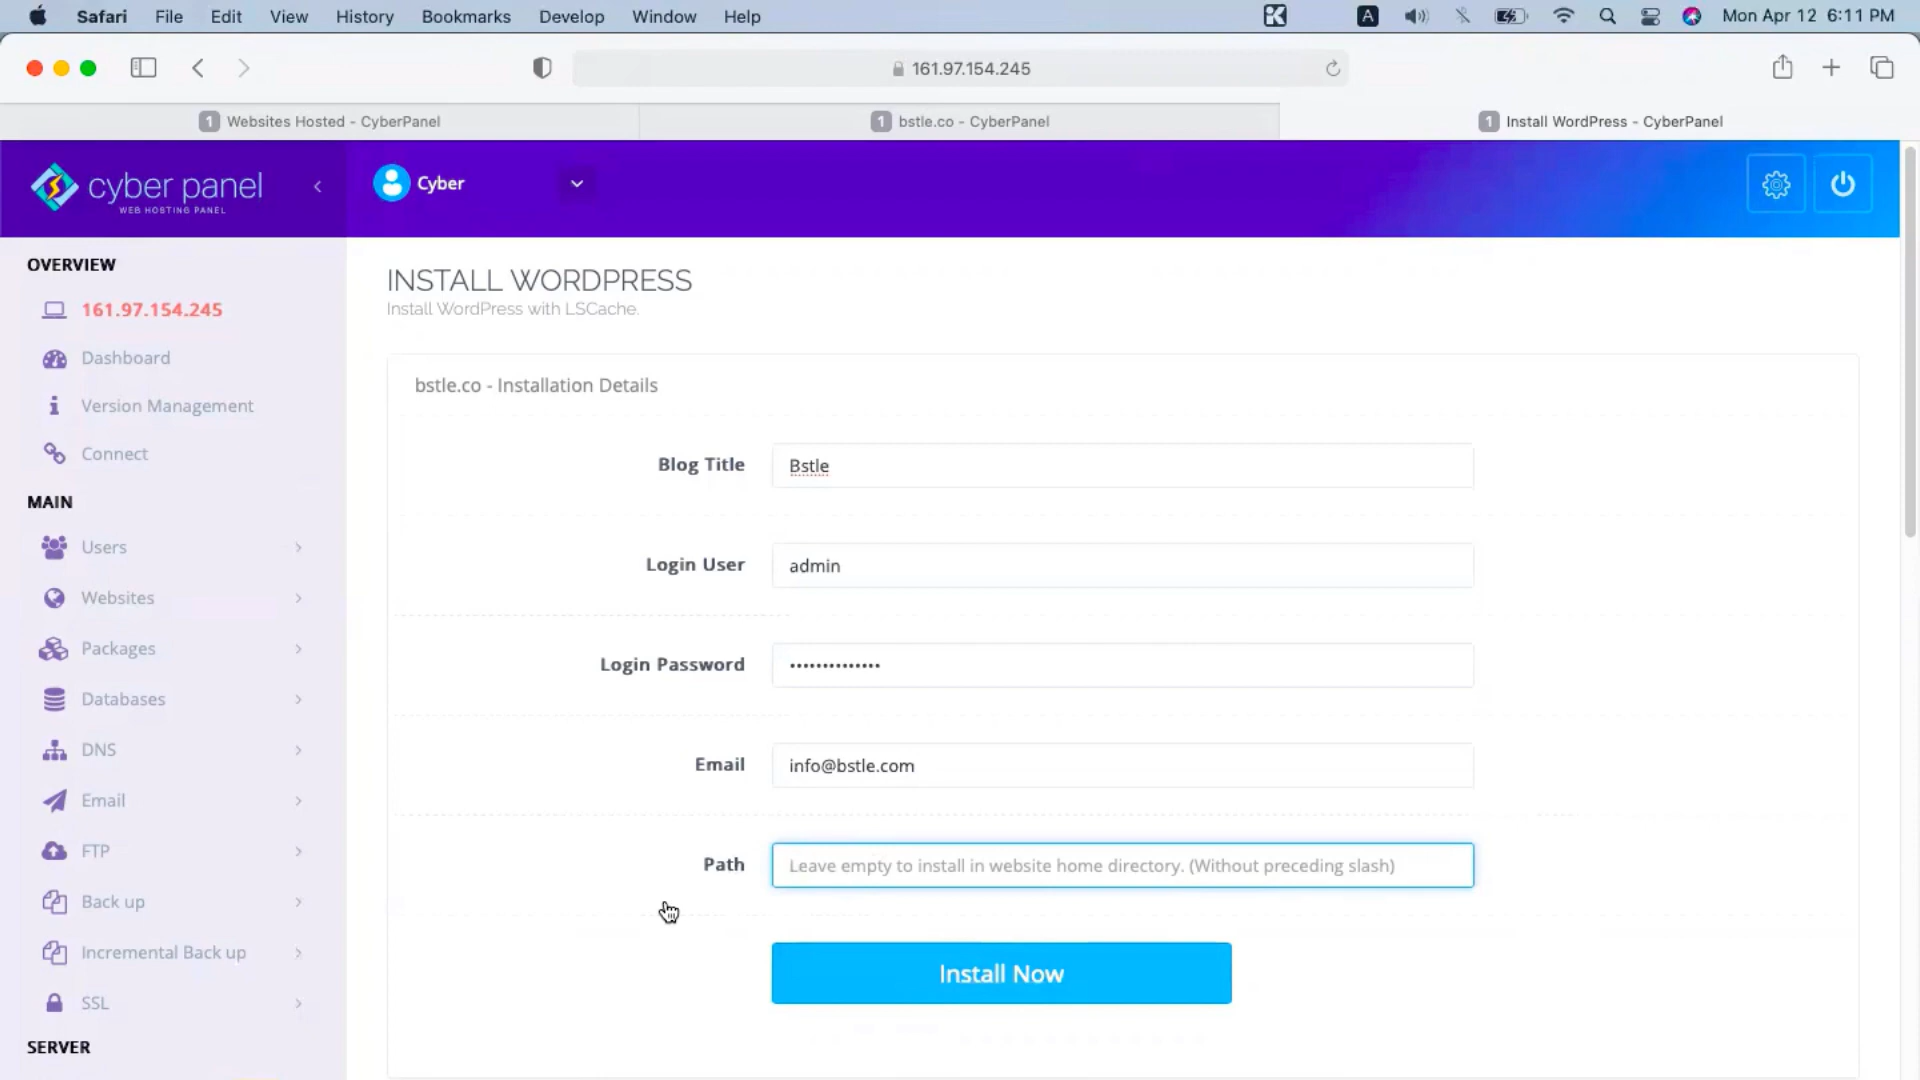 Safari File Edit View History Bookmarks Develop Window Help A Mon Apr 12 6:11 PM
161.97.154.245
1 Websites Hosted - CyberPanel
1 bstle.co - CyberPanel
1 Install WordPress - CyberPanel
cyber panel
WEB HOSTING PANEL
Cyber
OVERVIEW
161.97.154.245
Dashboard
Version Management
Connect
MAIN
Users
Websites
Packages
Databases
DNS
Email
FTP
Back up
Incremental Back up
SSL
SERVER
INSTALL WORDPRESS
Install WordPress with LSCache.
bstle.co - Installation Details
Blog Title Bstle
Login User admin
Login Password ••••••••••••••
Email info@bstle.com
Path Leave empty to install in website home directory. (Without preceding slash)
Install Now